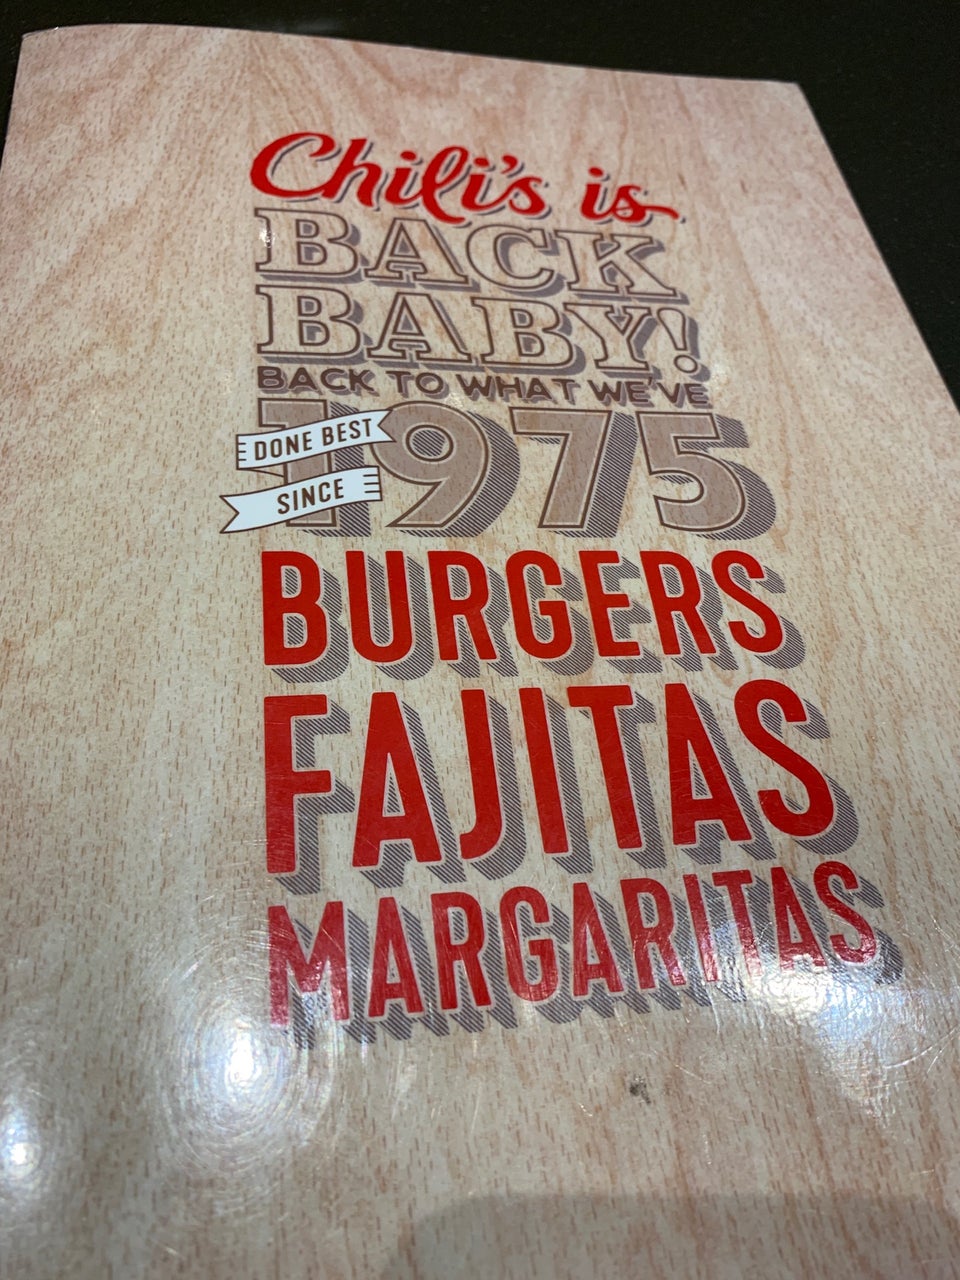 Chili's is
BACK
BABY!
BACK TO WHAT WE'VE
DONE BEST
SINCE
1975
BURGERS
FAJITAS
MARGARITAS